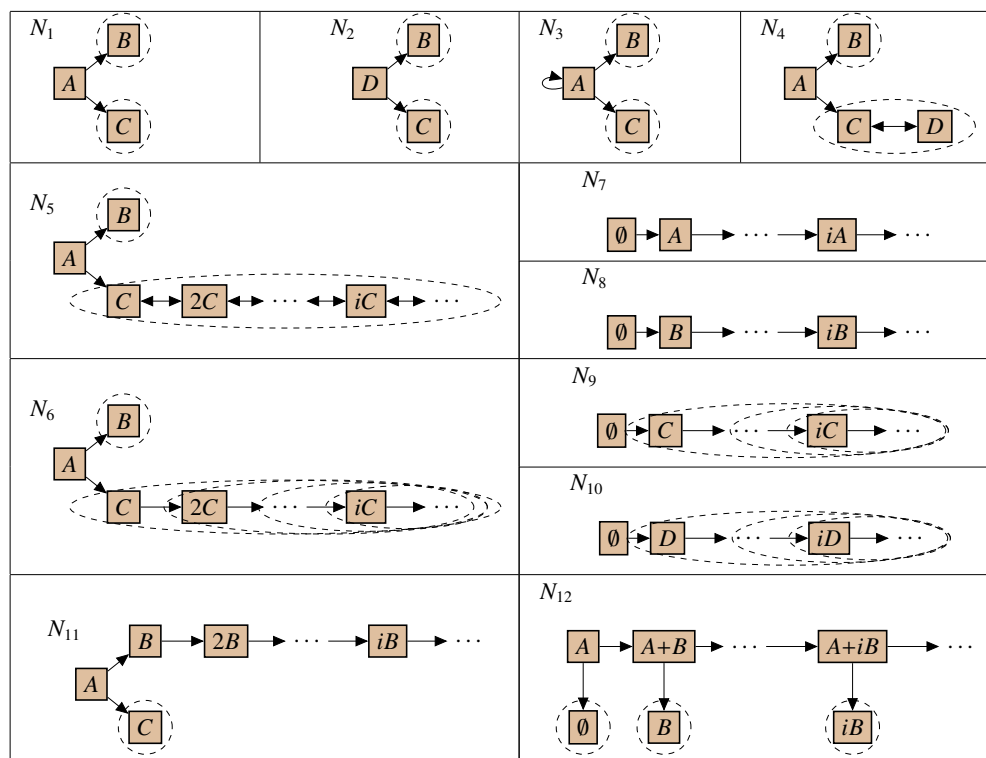 N1 N2 N3 N4
B B B B
A D A A
C C C C D
N5 N7
B
A ∅ A ··· iA ···
N8
C 2C ··· iC ···
∅ B ··· iB ···
N9
N6
B
∅ C ··· iC ···
A
N10
C 2C ··· iC ···
∅ D ··· iD ···
N12
N11
B 2B ··· iB ··· A A+B ··· A+iB ···
A
C ∅ B iB